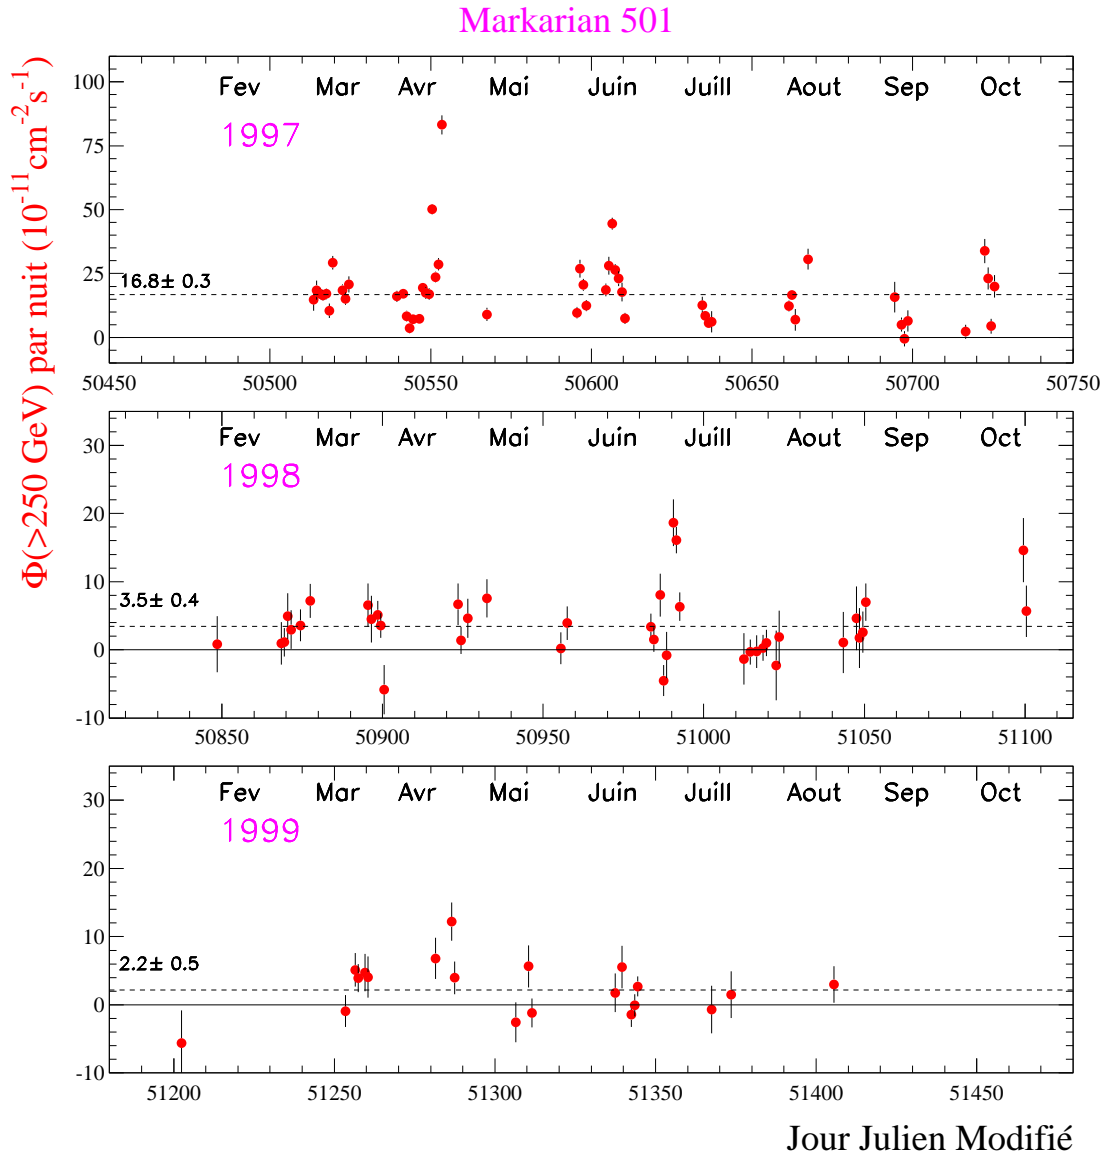 Markarian 501
Φ(>250 GeV) par nuit (10⁻¹¹cm⁻²s⁻¹)
100
75
50
25
0
Fev Mar Avr Mai Juin Juill Aout Sep Oct
1997
16.8± 0.3
50450 50500 50550 50600 50650 50700 50750
30
20
10
0
-10
Fev Mar Avr Mai Juin Juill Aout Sep Oct
1998
3.5± 0.4
50850 50900 50950 51000 51050 51100
30
20
10
0
-10
Fev Mar Avr Mai Juin Juill Aout Sep Oct
1999
2.2± 0.5
51200 51250 51300 51350 51400 51450
Jour Julien Modifié